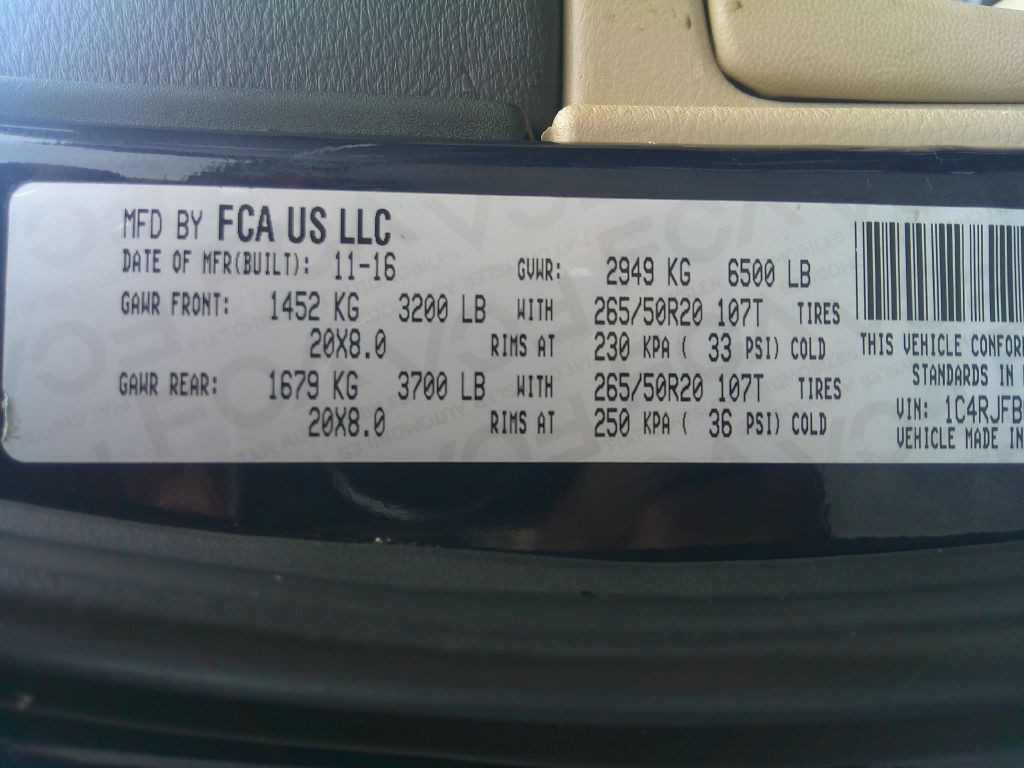 MFD BY FCA US LLC
DATE OF MFR(BUILT): 11-16 GVWR: 2949 KG 6500 LB
GAWR FRONT: 1452 KG 3200 LB WITH 265/50R20 107T TIRES
20X8.0 RIMS AT 230 KPA ( 33 PSI) COLD
GAWR REAR: 1679 KG 3700 LB WITH 265/50R20 107T TIRES
20X8.0 RIMS AT 250 KPA ( 36 PSI) COLD
THIS VEHICLE CONFOR
STANDARDS IN
VIN: 1C4RJFB
VEHICLE MADE IN